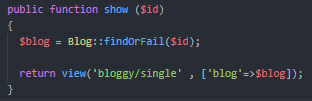 public function show ($id)
{
$blog = Blog::findOrFail($id);
return view('bloggy/single' , ['blog'=>$blog]);
}